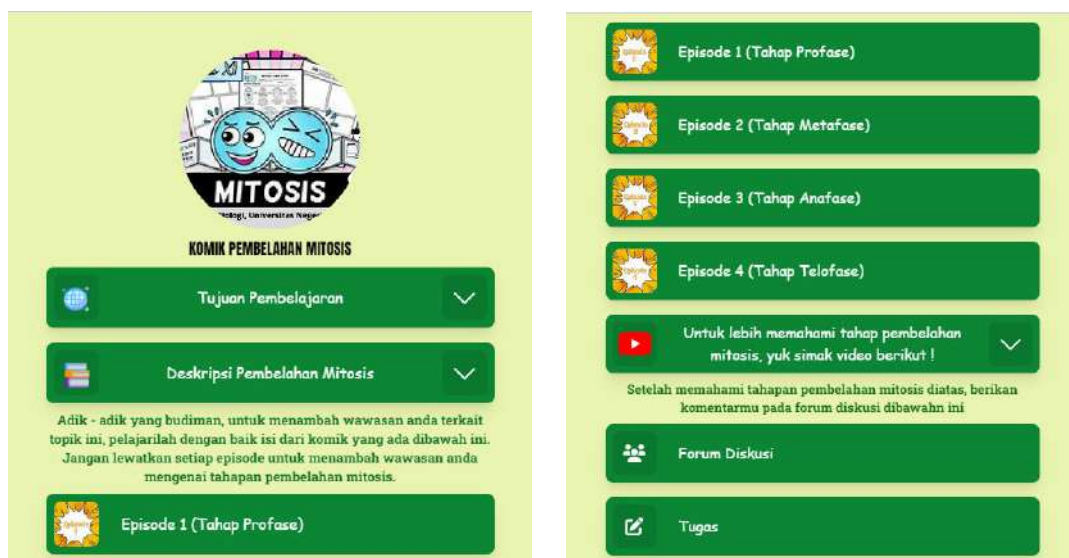 MITOSIS
KOMIK PEMBELAHAN MITOSIS
Tujuan Pembelajaran
Deskripsi Pembelahan Mitosis
Adik - adik yang budiman, untuk menambah wawasan anda terkait
topik ini, pelajarilah dengan baik isi dari komik yang ada dibawah ini.
Jangan lewatkan setiap episode untuk menambah wawasan anda
mengenai tahapan pembelahan mitosis.
Episode 1 (Tahap Profase)
Episode 1 (Tahap Profase)
Episode 2 (Tahap Metafase)
Episode 3 (Tahap Anafase)
Episode 4 (Tahap Telofase)
Untuk lebih memahami tahap pembelahan
mitosis, yuk simak video berikut !
Setelah memahami tahapan pembelahan mitosis diatas, berikan
komentarmu pada forum diskusi dibawahn ini
Forum Diskusi
Tugas